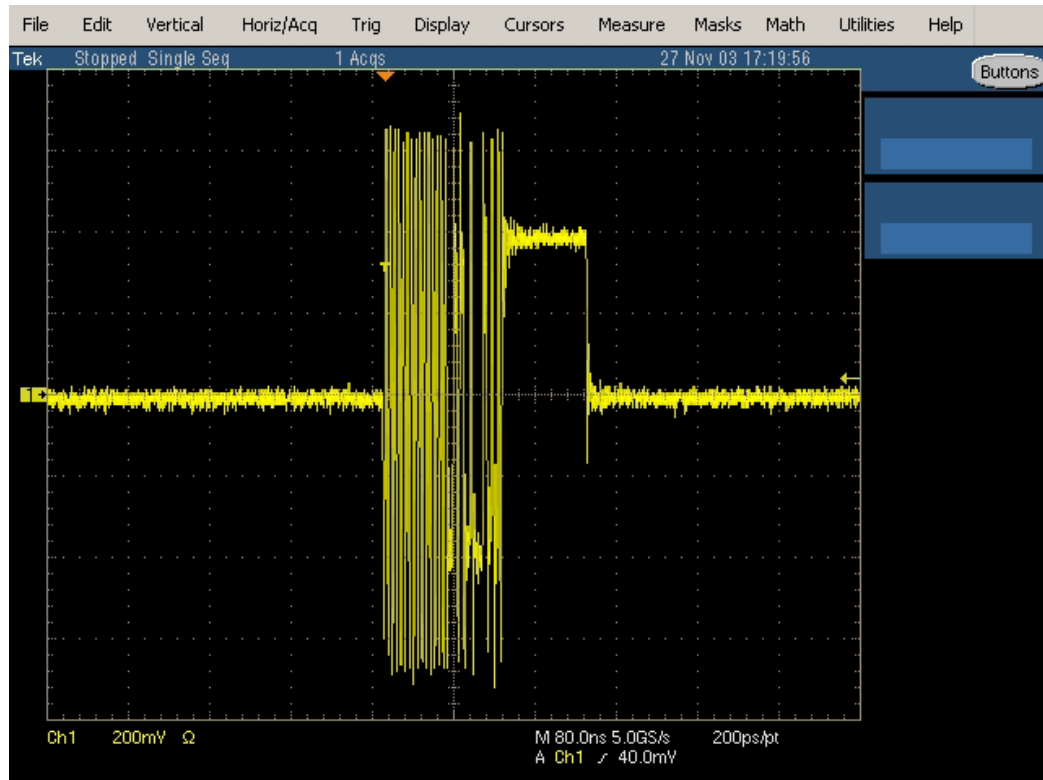 File Edit Vertical Horiz/Acq Trig Display Cursors Measure Masks Math Utilities Help
Tek Stopped Single Seq 1 Acqs 27 Nov 03 17:19:56
Buttons
T
1
Ch1 200mV Ω M 80.0ns 5.0GS/s 200ps/pt
A Ch1 / 40.0mV